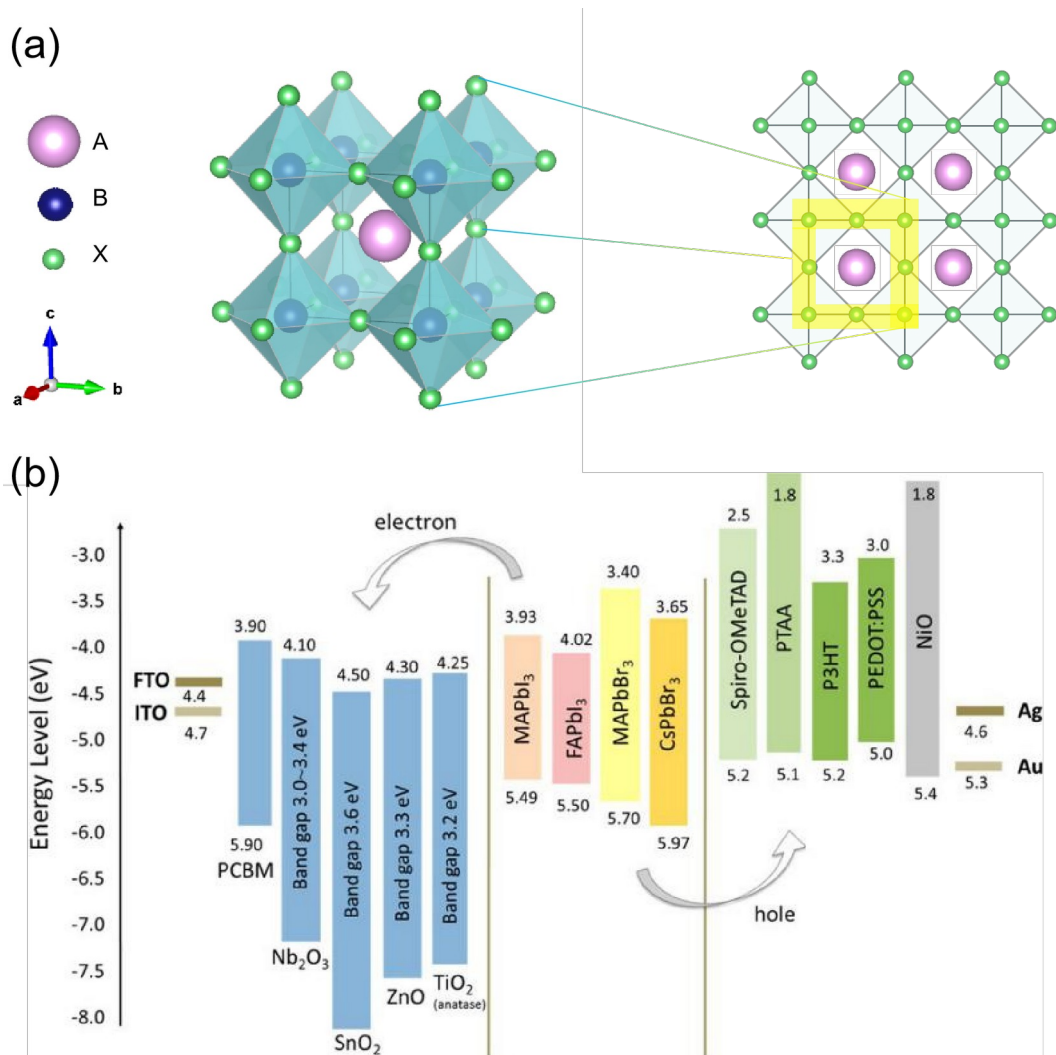 (a)
A
B
X
c
a
b
(b)
Energy Level (eV)
-3.0
-3.5
-4.0
-4.5
-5.0
-5.5
-6.0
-6.5
-7.0
-7.5
-8.0
electron
hole
FTO
4.4
ITO
4.7
3.90
5.90
PCBM
4.10
Band gap 3.0~3.4 eV
Nb₂O₃
4.50
Band gap 3.6 eV
SnO₂
4.30
Band gap 3.3 eV
ZnO
4.25
Band gap 3.2 eV
TiO₂
(anatase)
3.93
MAPbI₃
5.49
4.02
FAPbI₃
5.50
3.40
MAPbBr₃
5.70
3.65
CsPbBr₃
5.97
2.5
Spiro-OMeTAD
5.2
1.8
PTAA
5.1
3.3
P3HT
5.2
3.0
PEDOT:PSS
5.0
1.8
NiO
5.4
Ag
4.6
Au
5.3